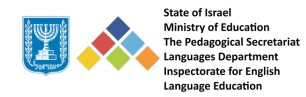 State of Israel
Ministry of Education
The Pedagogical Secretariat
Languages Department
Inspectorate for English
Language Education